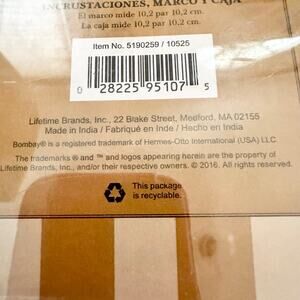 INCRUSTACIONES, MARCO Y CAJA
El marco mide 10,2 par 10,2 cm.
La caja mide 10,2 par 10,2 cm.
Item No. 5190259 / 10525
0 28225 95107 5
Lifetime Brands, Inc., 22 Blake Street, Medford, MA 02155
Made in India / Fabriqué en Inde / Hecho en India
Bombay® is a registered trademark of Hermes-Otto International (USA) LLC
The trademarks ® and ™ and logos appearing herein are the property of
Lifetime Brands, Inc., and/or their respective owners. © 2016. All rights reserved.
This package
is recyclable.